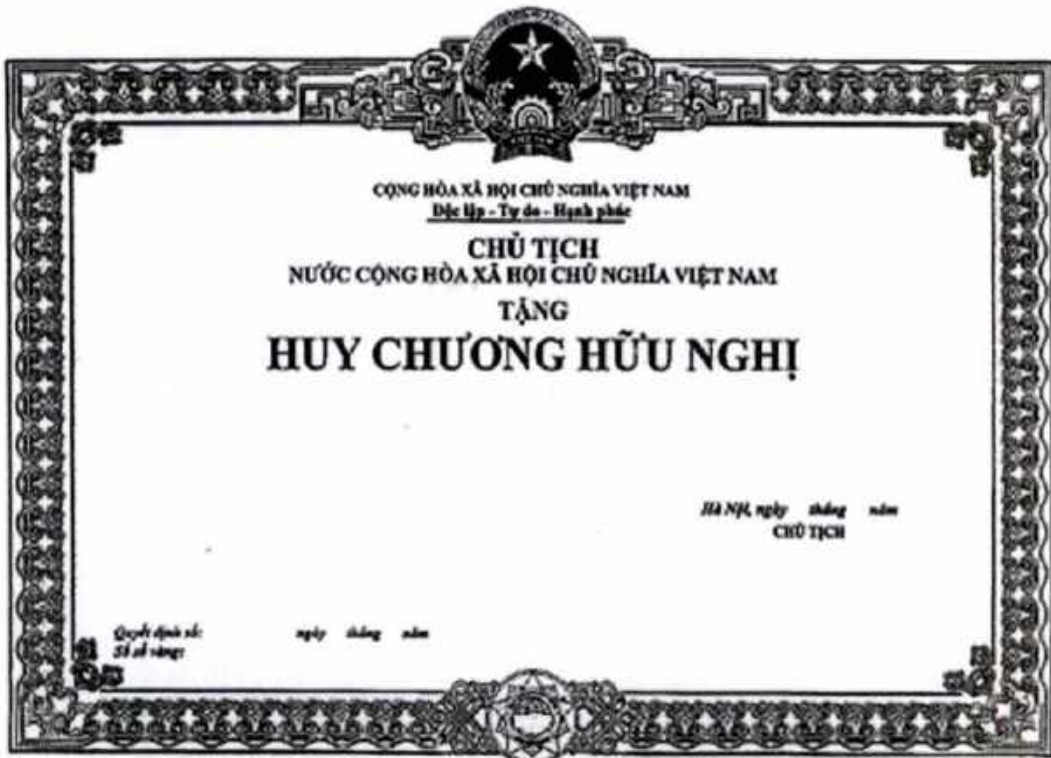 CỘNG HÒA XÃ HỘI CHỦ NGHĨA VIỆT NAM
Độc lập - Tự do - Hạnh phúc
CHỦ TỊCH
NƯỚC CỘNG HÒA XÃ HỘI CHỦ NGHĨA VIỆT NAM
TẶNG
HUY CHƯƠNG HỮU NGHỊ
Hà Nội, ngày tháng năm
CHỦ TỊCH
Quyết định số: ngày tháng năm
Số sổ vàng: